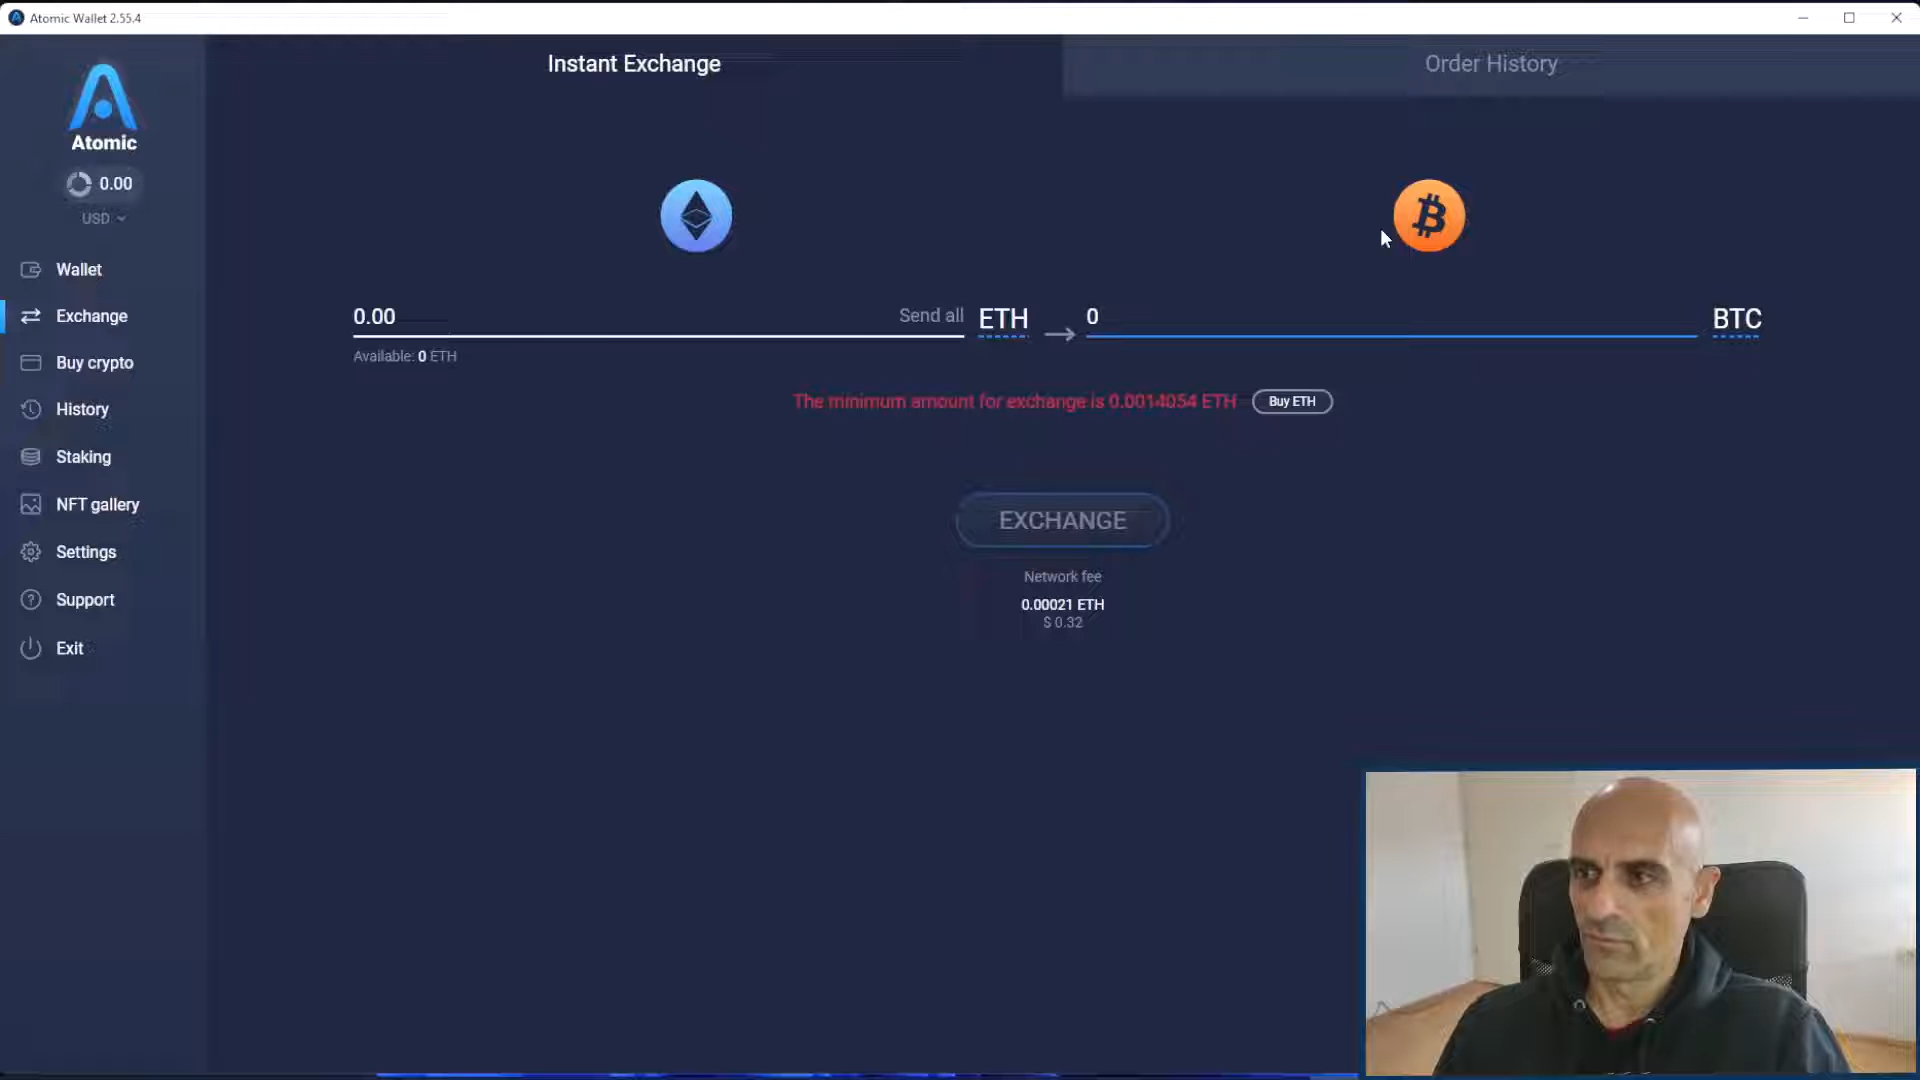 Atomic Wallet 2.55.4
Instant Exchange
Order History
Atomic
0.00
USD
Wallet
Exchange
Buy crypto
History
Staking
NFT gallery
Settings
Support
Exit
0.00
Send all
ETH
0
BTC
Available: 0 ETH
The minimum amount for exchange is 0.0014054 ETH
Buy ETH
EXCHANGE
Network fee
0.00021 ETH
$ 0.32